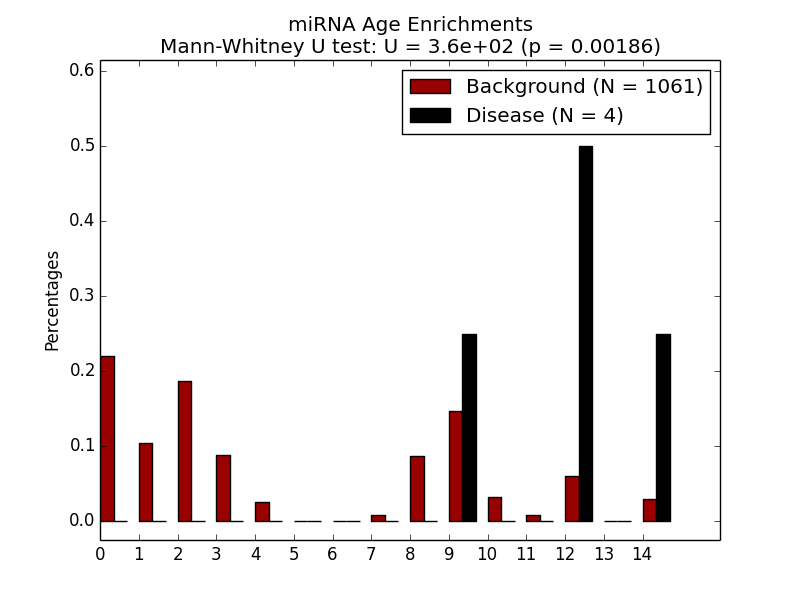 miRNA Age Enrichments
Mann-Whitney U test: U = 3.6e+02 (p = 0.00186)
Background (N = 1061)
Disease (N = 4)
Percentages
0.6
0.5
0.4
0.3
0.2
0.1
0.0
0 1 2 3 4 5 6 7 8 9 10 11 12 13 14